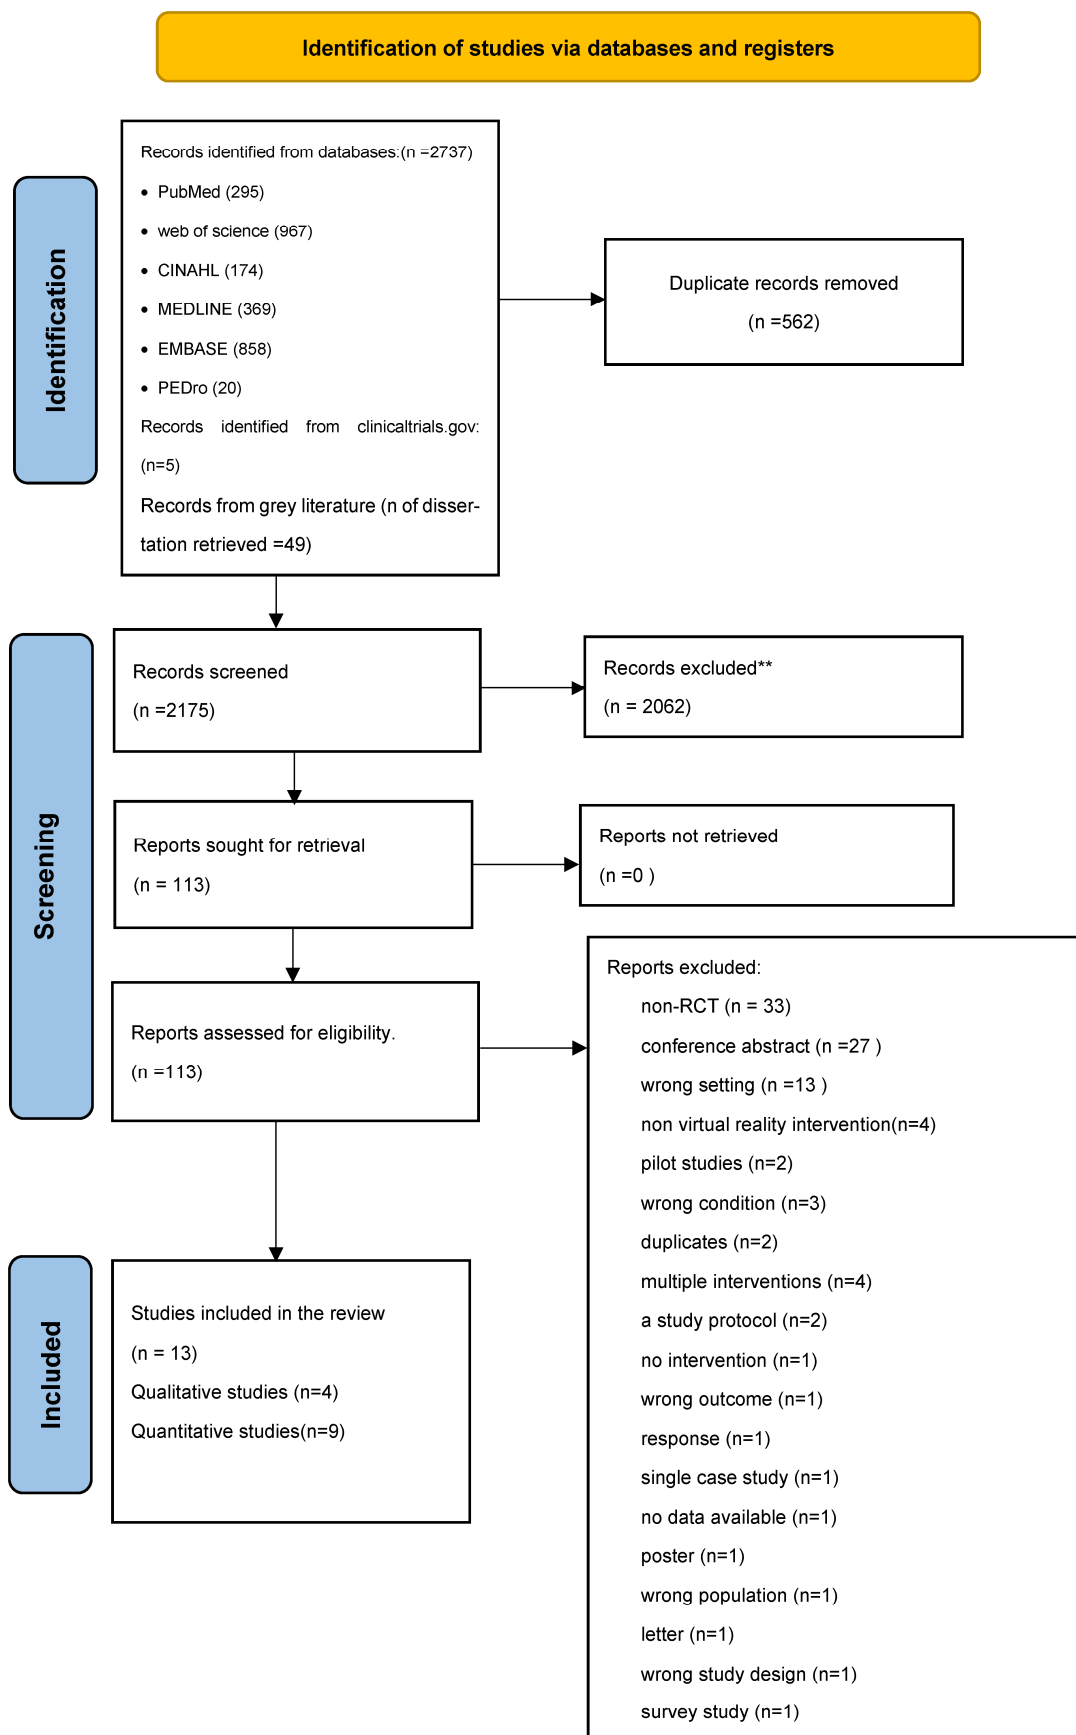 Identification of studies via databases and registers
Identification
Records identified from databases:(n =2737)
• PubMed (295)
• web of science (967)
• CINAHL (174)
• MEDLINE (369)
• EMBASE (858)
• PEDro (20)
Records identified from clinicaltrials.gov:
(n=5)
Records from grey literature (n of disser-
tation retrieved =49)
Duplicate records removed
(n =562)
Screening
Records screened
(n =2175)
Records excluded**
(n = 2062)
Reports sought for retrieval
(n = 113)
Reports not retrieved
(n =0 )
Reports assessed for eligibility.
(n =113)
Reports excluded:
non-RCT (n = 33)
conference abstract (n =27 )
wrong setting (n =13 )
non virtual reality intervention(n=4)
pilot studies (n=2)
wrong condition (n=3)
duplicates (n=2)
multiple interventions (n=4)
a study protocol (n=2)
no intervention (n=1)
wrong outcome (n=1)
response (n=1)
single case study (n=1)
no data available (n=1)
poster (n=1)
wrong population (n=1)
letter (n=1)
wrong study design (n=1)
survey study (n=1)
Included
Studies included in the review
(n = 13)
Qualitative studies (n=4)
Quantitative studies(n=9)